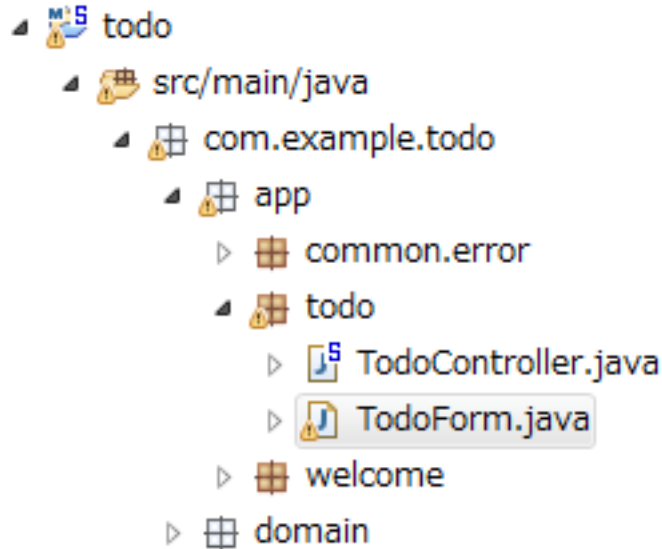 todo
src/main/java
com.example.todo
app
common.error
todo
TodoController.java
TodoForm.java
welcome
domain